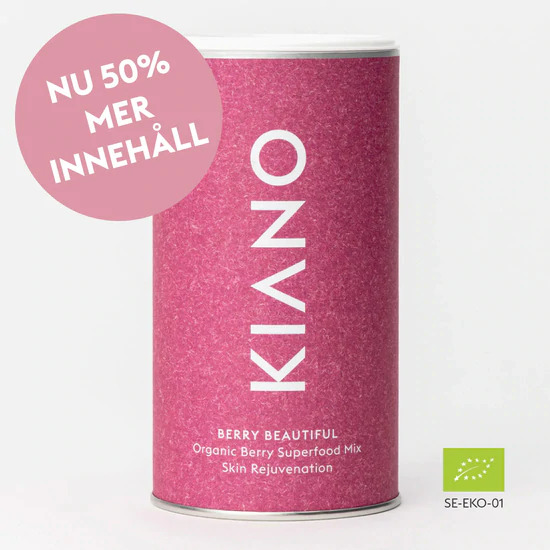 NU 50%
MER
INNEHÅLL
KIANO
BERRY BEAUTIFUL
Organic Berry Superfood Mix
Skin Rejuvenation
SE-EKO-01